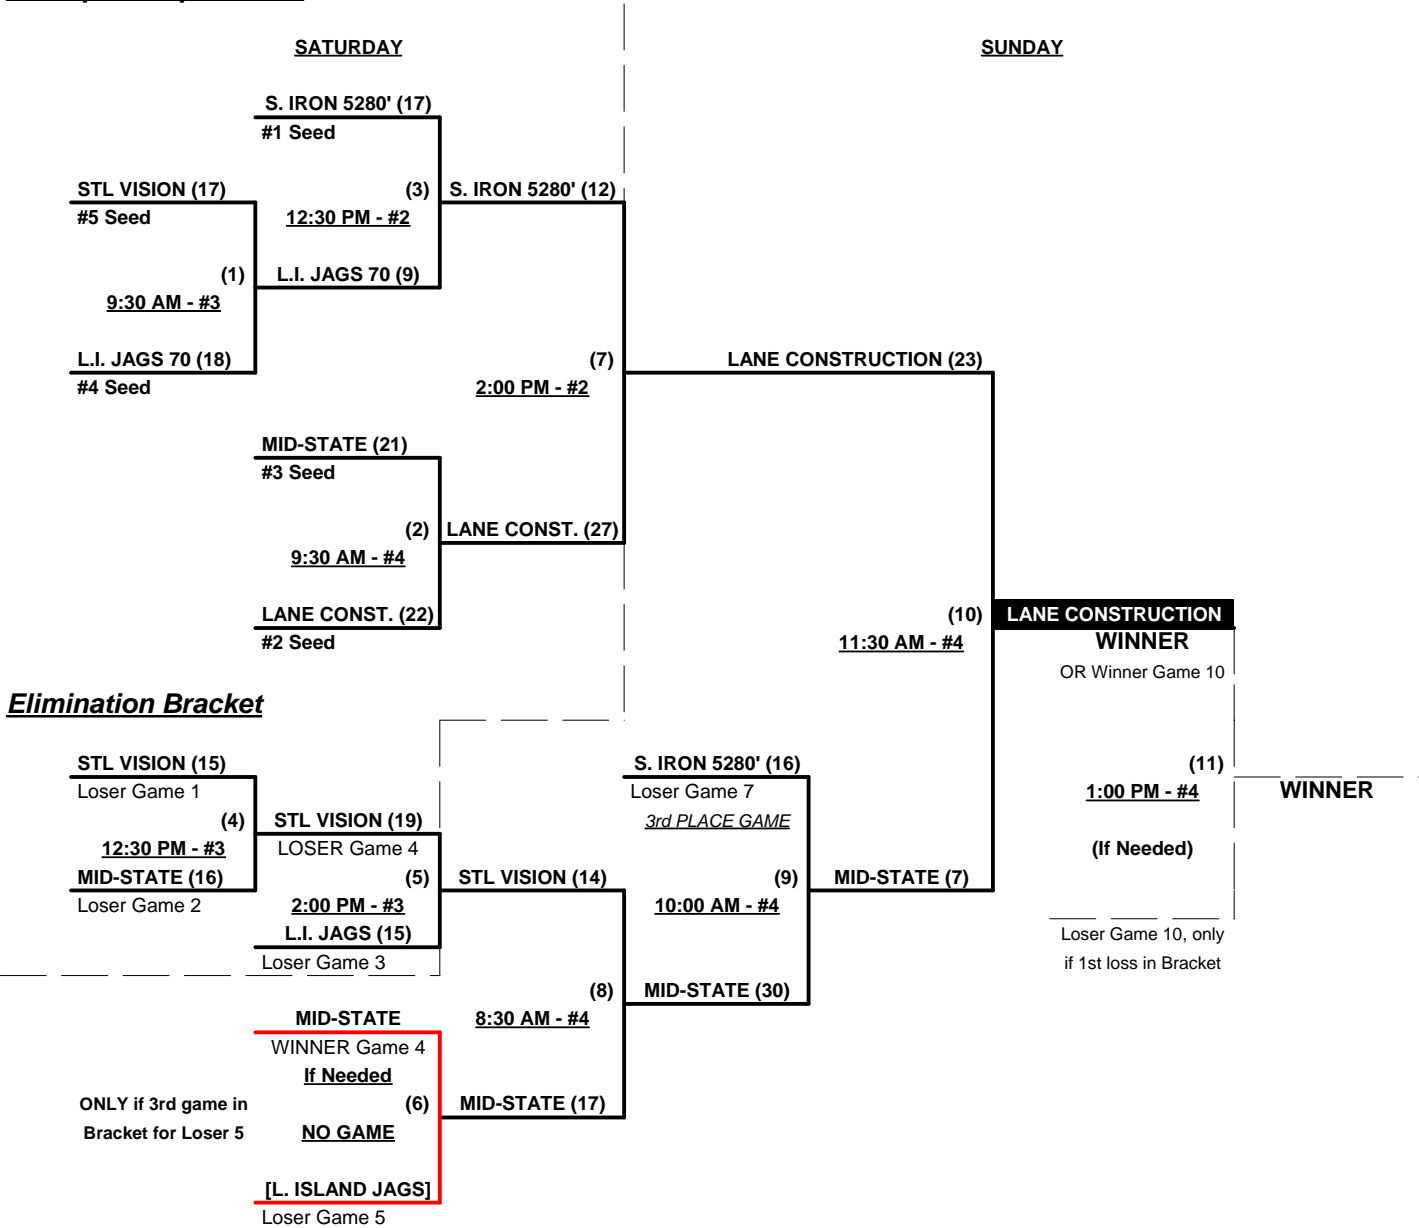 SATURDAY
SUNDAY
S. IRON 5280' (17)
#1 Seed
STL VISION (17)
(3)
S. IRON 5280' (12)
#5 Seed
12:30 PM - #2
(1)
L.I. JAGS 70 (9)
9:30 AM - #3
L.I. JAGS 70 (18)
(7)
LANE CONSTRUCTION (23)
#4 Seed
2:00 PM - #2
MID-STATE (21)
#3 Seed
(2)
LANE CONST. (27)
9:30 AM - #4
LANE CONST. (22)
(10)
LANE CONSTRUCTION
#2 Seed
11:30 AM - #4
WINNER
OR Winner Game 10
Elimination Bracket
STL VISION (15)
S. IRON 5280' (16)
(11)
Loser Game 1
Loser Game 7
1:00 PM - #4
WINNER
(4)
STL VISION (19)
3rd PLACE GAME
12:30 PM - #3
LOSER Game 4
(If Needed)
MID-STATE (16)
(5)
STL VISION (14)
(9)
MID-STATE (7)
Loser Game 2
2:00 PM - #3
10:00 AM - #4
L.I. JAGS (15)
Loser Game 10, only
Loser Game 3
if 1st loss in Bracket
(8)
MID-STATE (30)
MID-STATE
8:30 AM - #4
WINNER Game 4
If Needed
ONLY if 3rd game in
(6)
MID-STATE (17)
Bracket for Loser 5
NO GAME
[L. ISLAND JAGS]
Loser Game 5